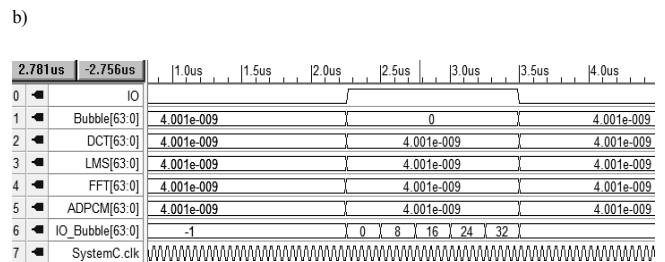 b)
2.781us -2.756us 1.0us 1.5us 2.0us 2.5us 3.0us 3.5us 4.0us
0 IO
1 Bubble[63:0] 4.001e-009 0 4.001e-009
2 DCT[63:0] 4.001e-009 4.001e-009 4.001e-009
3 LMS[63:0] 4.001e-009 4.001e-009 4.001e-009
4 FFT[63:0] 4.001e-009 4.001e-009 4.001e-009
5 ADPCM[63:0] 4.001e-009 4.001e-009 4.001e-009
6 IO_Bubble[63:0] -1 0 8 16 24 32
7 SystemC.clk